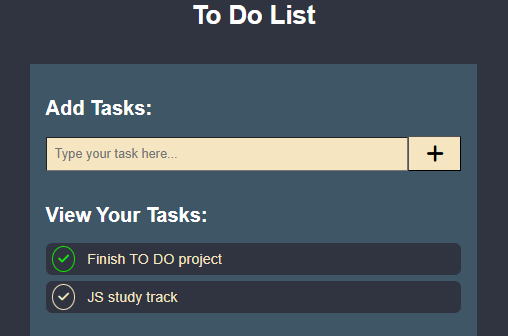 To Do List
Add Tasks:
Type your task here...
View Your Tasks:
Finish TO DO project
JS study track